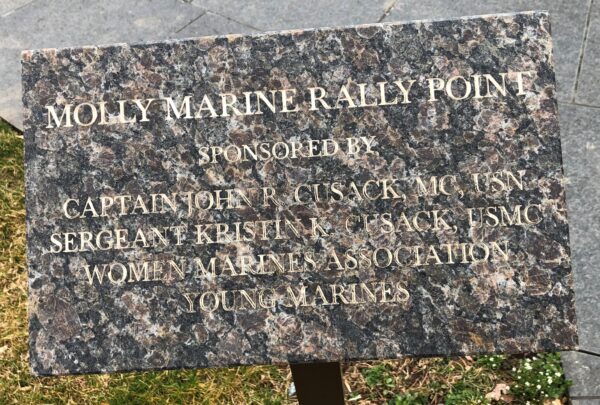 MOLLY MARINE RALLY POINT
SPONSORED BY
CAPTAIN JOHN R. CUSACK, MC, USN
SERGEANT KRISTIN K. CUSACK, USMC
WOMEN MARINES ASSOCIATION
YOUNG MARINES